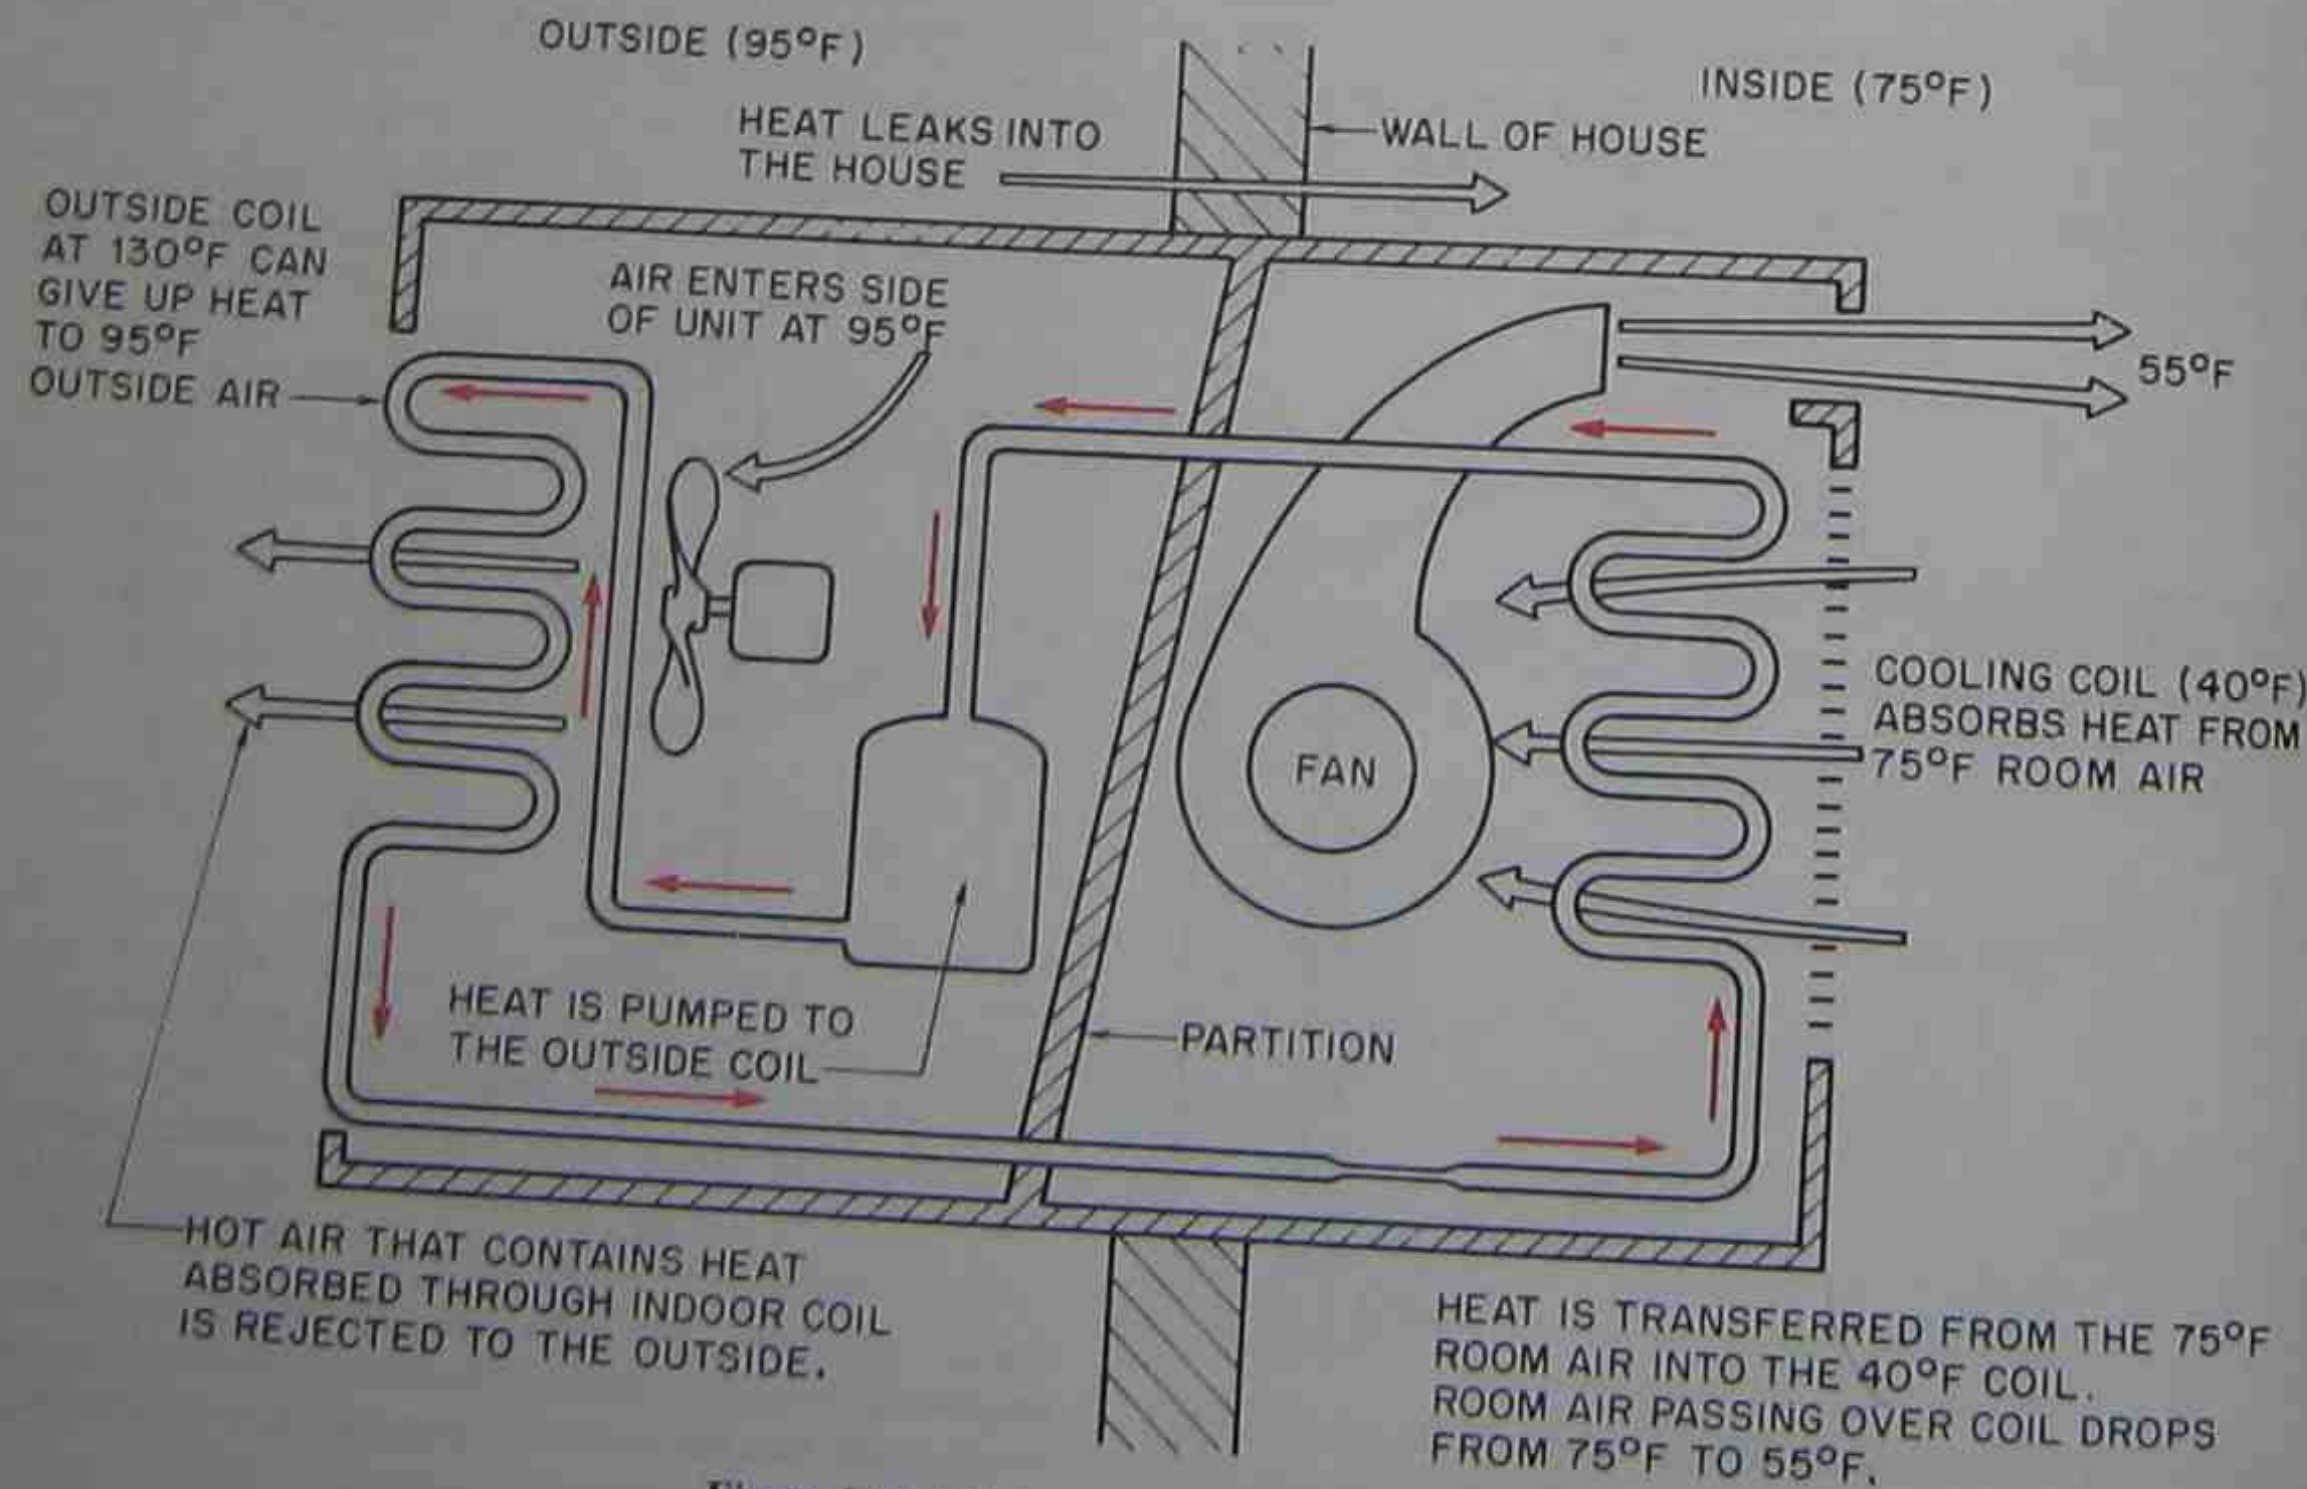 OUTSIDE (95°F)
INSIDE (75°F)
HEAT LEAKS INTO
THE HOUSE
WALL OF HOUSE
OUTSIDE COIL
AT 130°F CAN
GIVE UP HEAT
TO 95°F
OUTSIDE AIR
AIR ENTERS SIDE
OF UNIT AT 95°F
55°F
COOLING COIL (40°F)
ABSORBS HEAT FROM
75°F ROOM AIR
FAN
HEAT IS PUMPED TO
THE OUTSIDE COIL
PARTITION
HOT AIR THAT CONTAINS HEAT
ABSORBED THROUGH INDOOR COIL
IS REJECTED TO THE OUTSIDE.
HEAT IS TRANSFERRED FROM THE 75°F
ROOM AIR INTO THE 40°F COIL.
ROOM AIR PASSING OVER COIL DROPS
FROM 75°F TO 55°F.